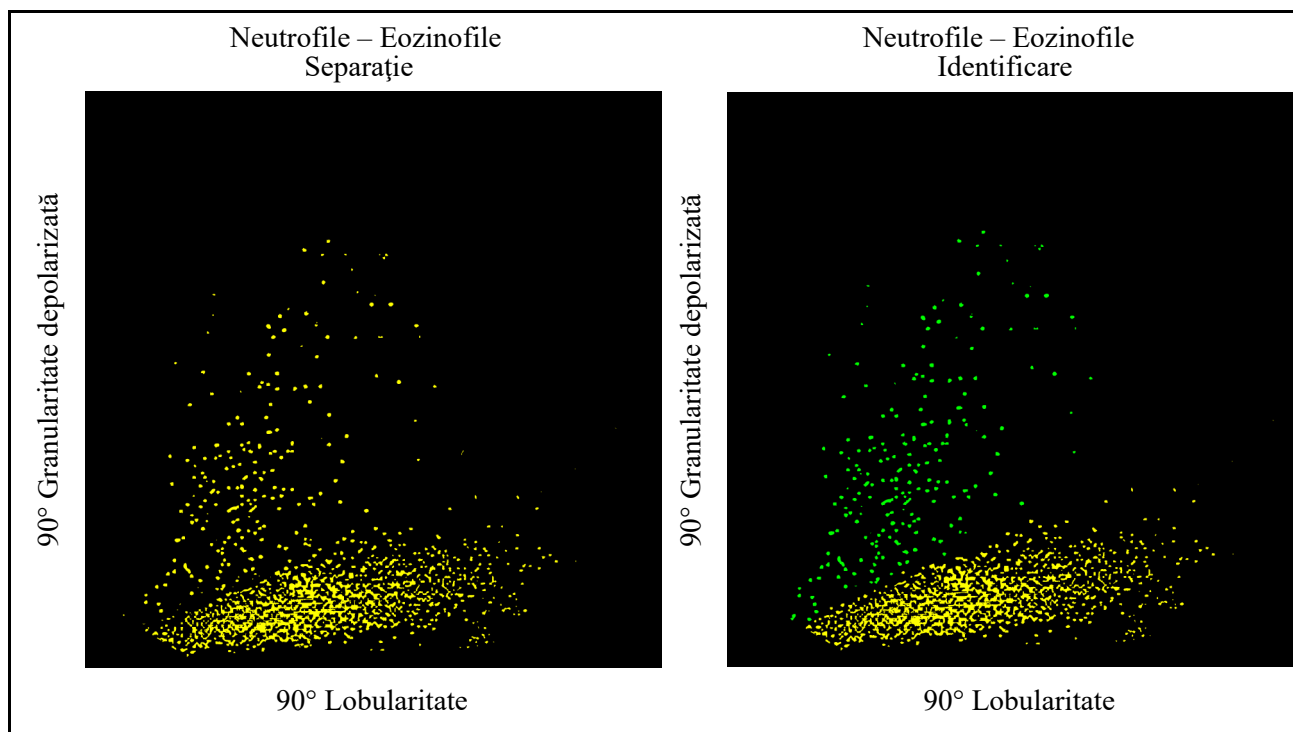 Neutrofile – Eozinofile
Separaţie
90° Granularitate depolarizată
90° Lobularitate
Neutrofile – Eozinofile
Identificare
90° Granularitate depolarizată
90° Lobularitate